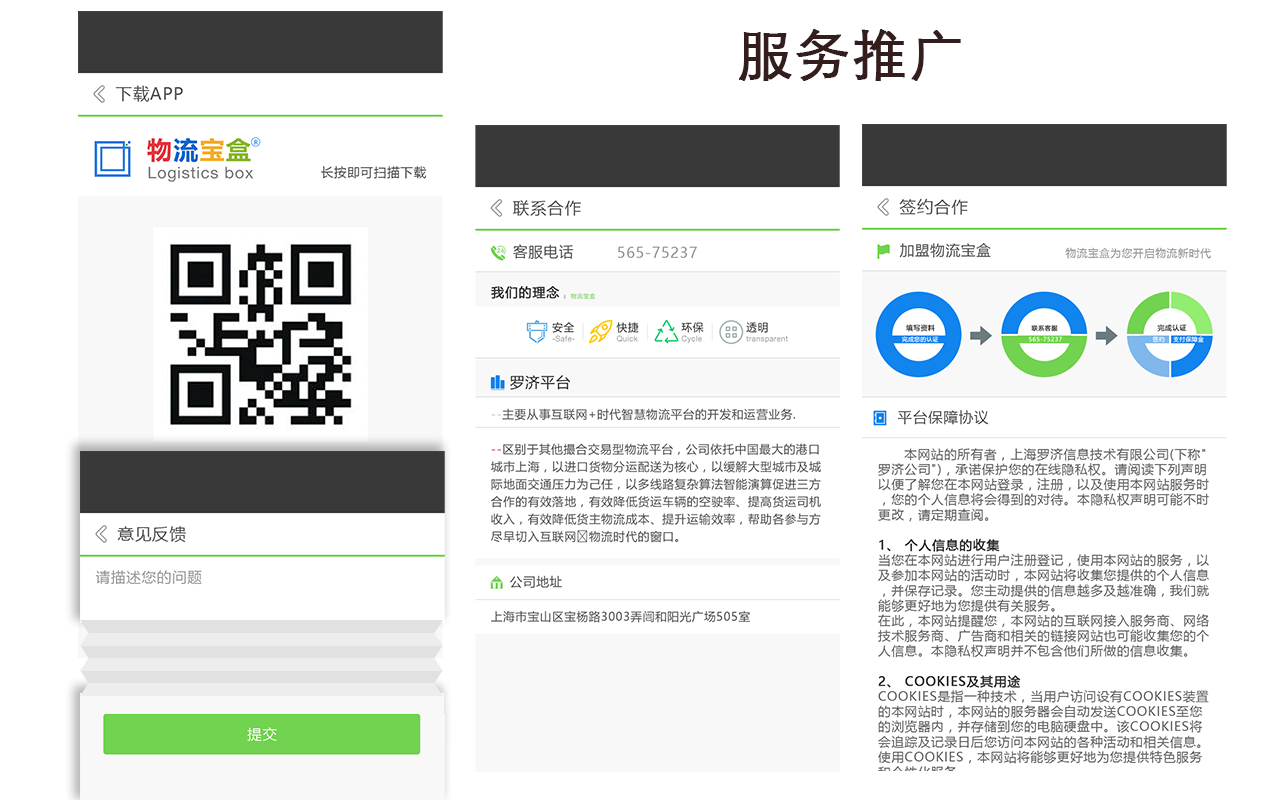 服务推广
下载APP
物流宝盒®
Logistics box
长按即可扫描下载
意见反馈
请描述您的问题
提交
联系合作
客服电话 565-75237
我们的理念：物流宝盒
安全
-Safe-
快捷
Quick
环保
Cycle
透明
transparent
罗济平台
--主要从事互联网+时代智慧物流平台的开发和运营业务.
--区别于其他撮合交易型物流平台，公司依托中国最大的港口
城市上海，以进口货物分运配送为核心，以缓解大型城市及城
际地面交通压力为己任，以多线路复杂算法智能演算促进三方
合作的有效落地，有效降低货运车辆的空驶率、提高货运司机
收入，有效降低货主物流成本、提升运输效率，帮助各参与方
尽早切入互联网物流时代的窗口。
公司地址
上海市宝山区宝杨路3003弄闿和阳光广场505室
签约合作
加盟物流宝盒 物流宝盒为您开启物流新时代
填写资料
完成您的认证
联系客服
565-75237
完成认证
签约 支付保障金
平台保障协议
本网站的所有者，上海罗济信息技术有限公司(下称"
罗济公司")，承诺保护您的在线隐私权。请阅读下列声明
以便了解您在本网站登录，注册，以及使用本网站服务时
，您的个人信息将会得到的对待。本隐私权声明可能不时
更改，请定期查阅。
1、 个人信息的收集
当您在本网站进行用户注册登记，使用本网站的服务，以
及参加本网站的活动时，本网站将收集您提供的个人信息
，并保存记录。您主动提供的信息越多及越准确，我们就
能够更好地为您提供有关服务。
在此，本网站提醒您，本网站的互联网接入服务商、网络
技术服务商、广告商和相关的链接网站也可能收集您的个
人信息。本隐私权声明并不包含他们所做的信息收集。
2、 COOKIES及其用途
COOKIES是指一种技术，当用户访问设有COOKIES装置
的本网站时，本网站的服务器会自动发送COOKIES至您
的浏览器内，并存储到您的电脑硬盘中。该COOKIES将
会追踪及记录日后您访问本网站的各种活动和相关信息。
使用COOKIES，本网站将能够更好地为您提供特色服务